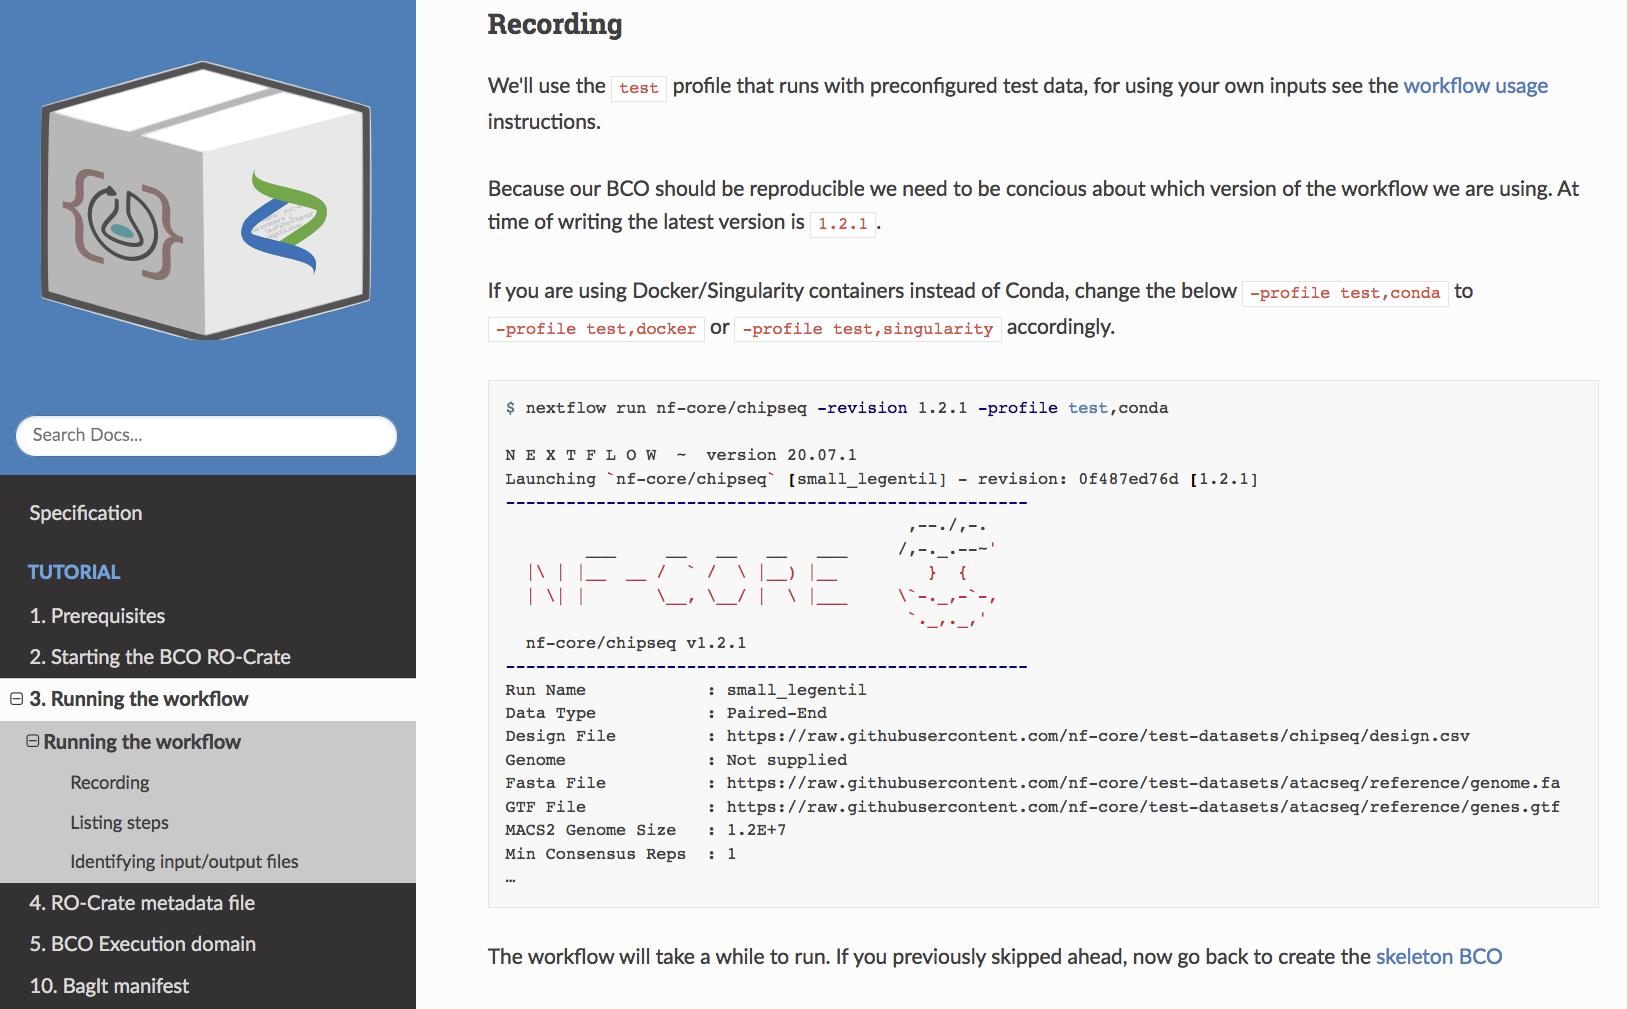 Search Docs...
Specification
TUTORIAL
1. Prerequisites
2. Starting the BCO RO-Crate
3. Running the workflow
Running the workflow
Recording
Listing steps
Identifying input/output files
4. RO-Crate metadata file
5. BCO Execution domain
10. BagIt manifest
Recording
We'll use the test profile that runs with preconfigured test data, for using your own inputs see the workflow usage
instructions.
Because our BCO should be reproducible we need to be concious about which version of the workflow we are using. At
time of writing the latest version is 1.2.1.
If you are using Docker/Singularity containers instead of Conda, change the below -profile test,conda to
-profile test,docker or -profile test,singularity accordingly.
$ nextflow run nf-core/chipseq -revision 1.2.1 -profile test,conda
N E X T F L O W  ~  version 20.07.1
Launching `nf-core/chipseq` [small_legentil] - revision: 0f487ed76d [1.2.1]
----------------------------------------------------
                                        ,--./,-.
        ___     __   __   __   ___     /,-._.--~'
  |\ | |__  __ /  ` /  \ |__) |__         }  {
  | \| |       \__, \__/ |  \ |___     \`-._,-`-,
                                        `._,._,'
  nf-core/chipseq v1.2.1
----------------------------------------------------
Run Name            : small_legentil
Data Type           : Paired-End
Design File         : https://raw.githubusercontent.com/nf-core/test-datasets/chipseq/design.csv
Genome              : Not supplied
Fasta File          : https://raw.githubusercontent.com/nf-core/test-datasets/atacseq/reference/genome.fa
GTF File            : https://raw.githubusercontent.com/nf-core/test-datasets/atacseq/reference/genes.gtf
MACS2 Genome Size   : 1.2E+7
Min Consensus Reps  : 1
…
The workflow will take a while to run. If you previously skipped ahead, now go back to create the skeleton BCO